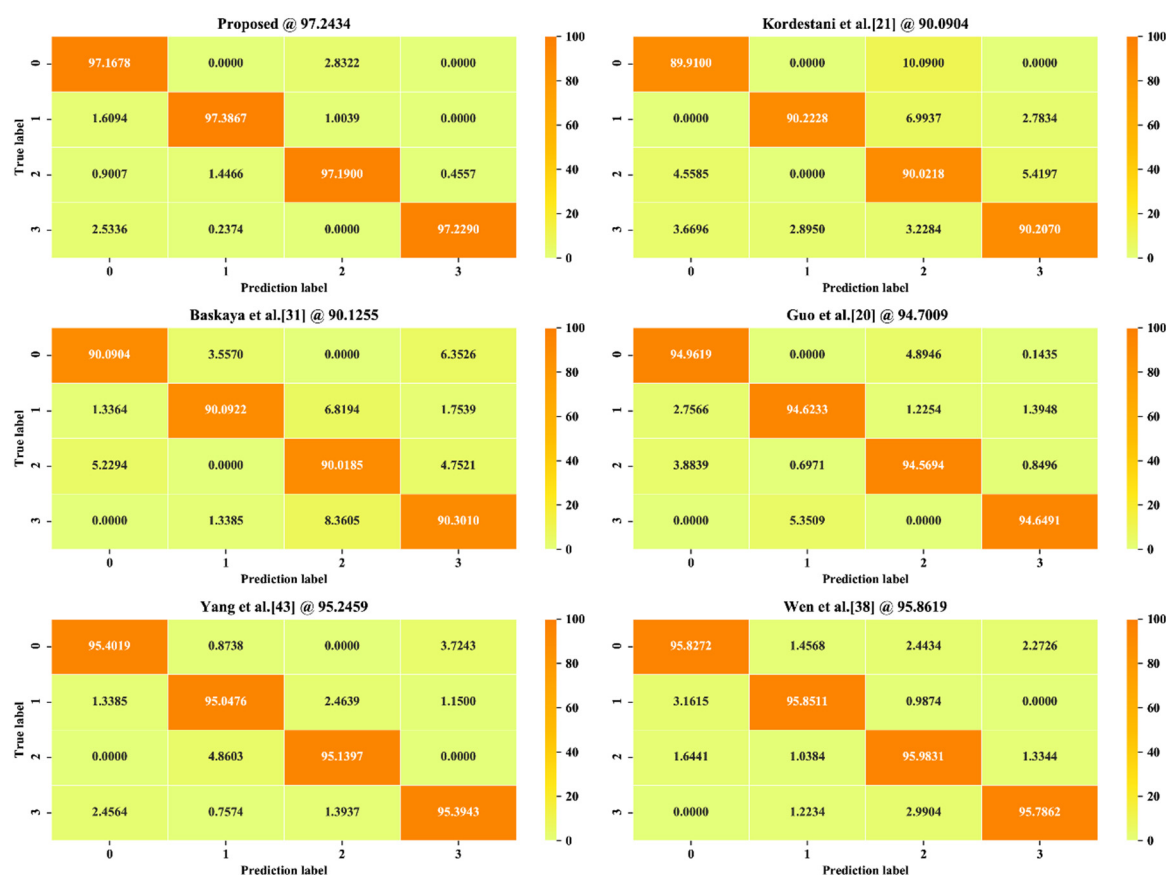 Proposed @ 97.2434
Kordestani et al.[21] @ 90.0904
100
0
97.1678 0.0000 2.8322 0.0000
80
1
1.6094 97.3867 1.0039 0.0000
60
True label
2
0.9007 1.4466 97.1900 0.4557
40
20
3
2.5336 0.2374 0.0000 97.2290
0
0 1 2 3
Prediction label
100
0
89.9100 0.0000 10.0900 0.0000
80
1
0.0000 90.2228 6.9937 2.7834
60
2
4.5585 0.0000 90.0218 5.4197
40
20
3
3.6696 2.8950 3.2284 90.2070
0
0 1 2 3
Prediction label
Baskaya et al.[31] @ 90.1255
Guo et al.[20] @ 94.7009
100
0
90.0904 3.5570 0.0000 6.3526
80
1
1.3364 90.0922 6.8194 1.7539
60
True label
2
5.2294 0.0000 90.0185 4.7521
40
20
3
0.0000 1.3385 8.3605 90.3010
0
0 1 2 3
Prediction label
100
0
94.9619 0.0000 4.8946 0.1435
80
1
2.7566 94.6233 1.2254 1.3948
60
2
3.8839 0.6971 94.5694 0.8496
40
20
3
0.0000 5.3509 0.0000 94.6491
0
0 1 2 3
Prediction label
Yang et al.[43] @ 95.2459
Wen et al.[38] @ 95.8619
100
0
95.4019 0.8738 0.0000 3.7243
80
1
1.3385 95.0476 2.4639 1.1500
60
True label
2
0.0000 4.8603 95.1397 0.0000
40
20
3
2.4564 0.7574 1.3937 95.3943
0
0 1 2 3
Prediction label
100
0
95.8272 1.4568 2.4434 2.2726
80
1
3.1615 95.8511 0.9874 0.0000
60
2
1.6441 1.0384 95.9831 1.3344
40
20
3
0.0000 1.2234 2.9904 95.7862
0
0 1 2 3
Prediction label